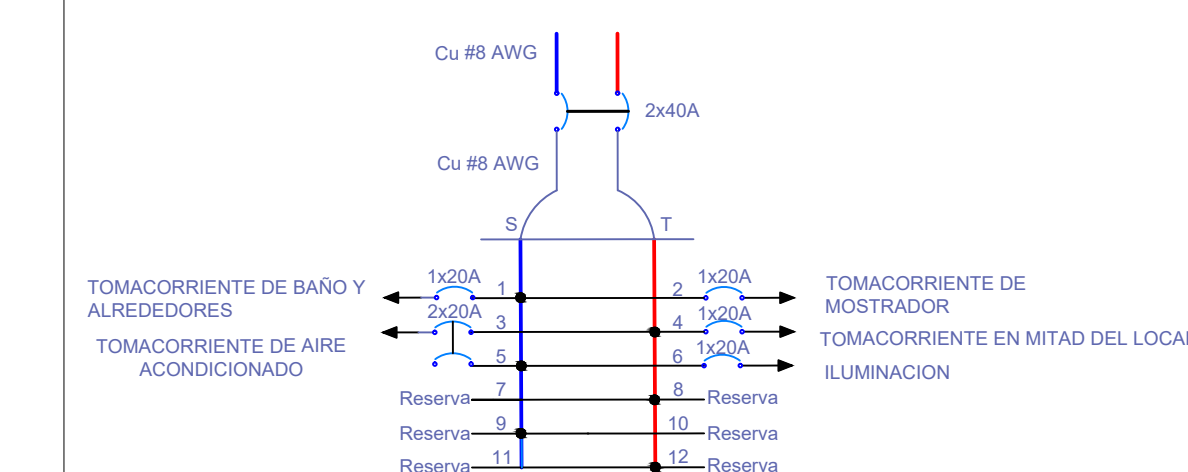 Cu #8 AWG
2x40A
Cu #8 AWG
S
T
1x20A
1
2
1x20A
TOMACORRIENTE DE BAÑO Y
ALREDEDORES
TOMACORRIENTE DE
MOSTRADOR
2x20A
3
4
1x20A
TOMACORRIENTE EN MITAD DEL LOCAL
TOMACORRIENTE DE AIRE
ACONDICIONADO
5
6
1x20A
ILUMINACION
Reserva
7
8
Reserva
Reserva
9
10
Reserva
Reserva
11
12
Reserva